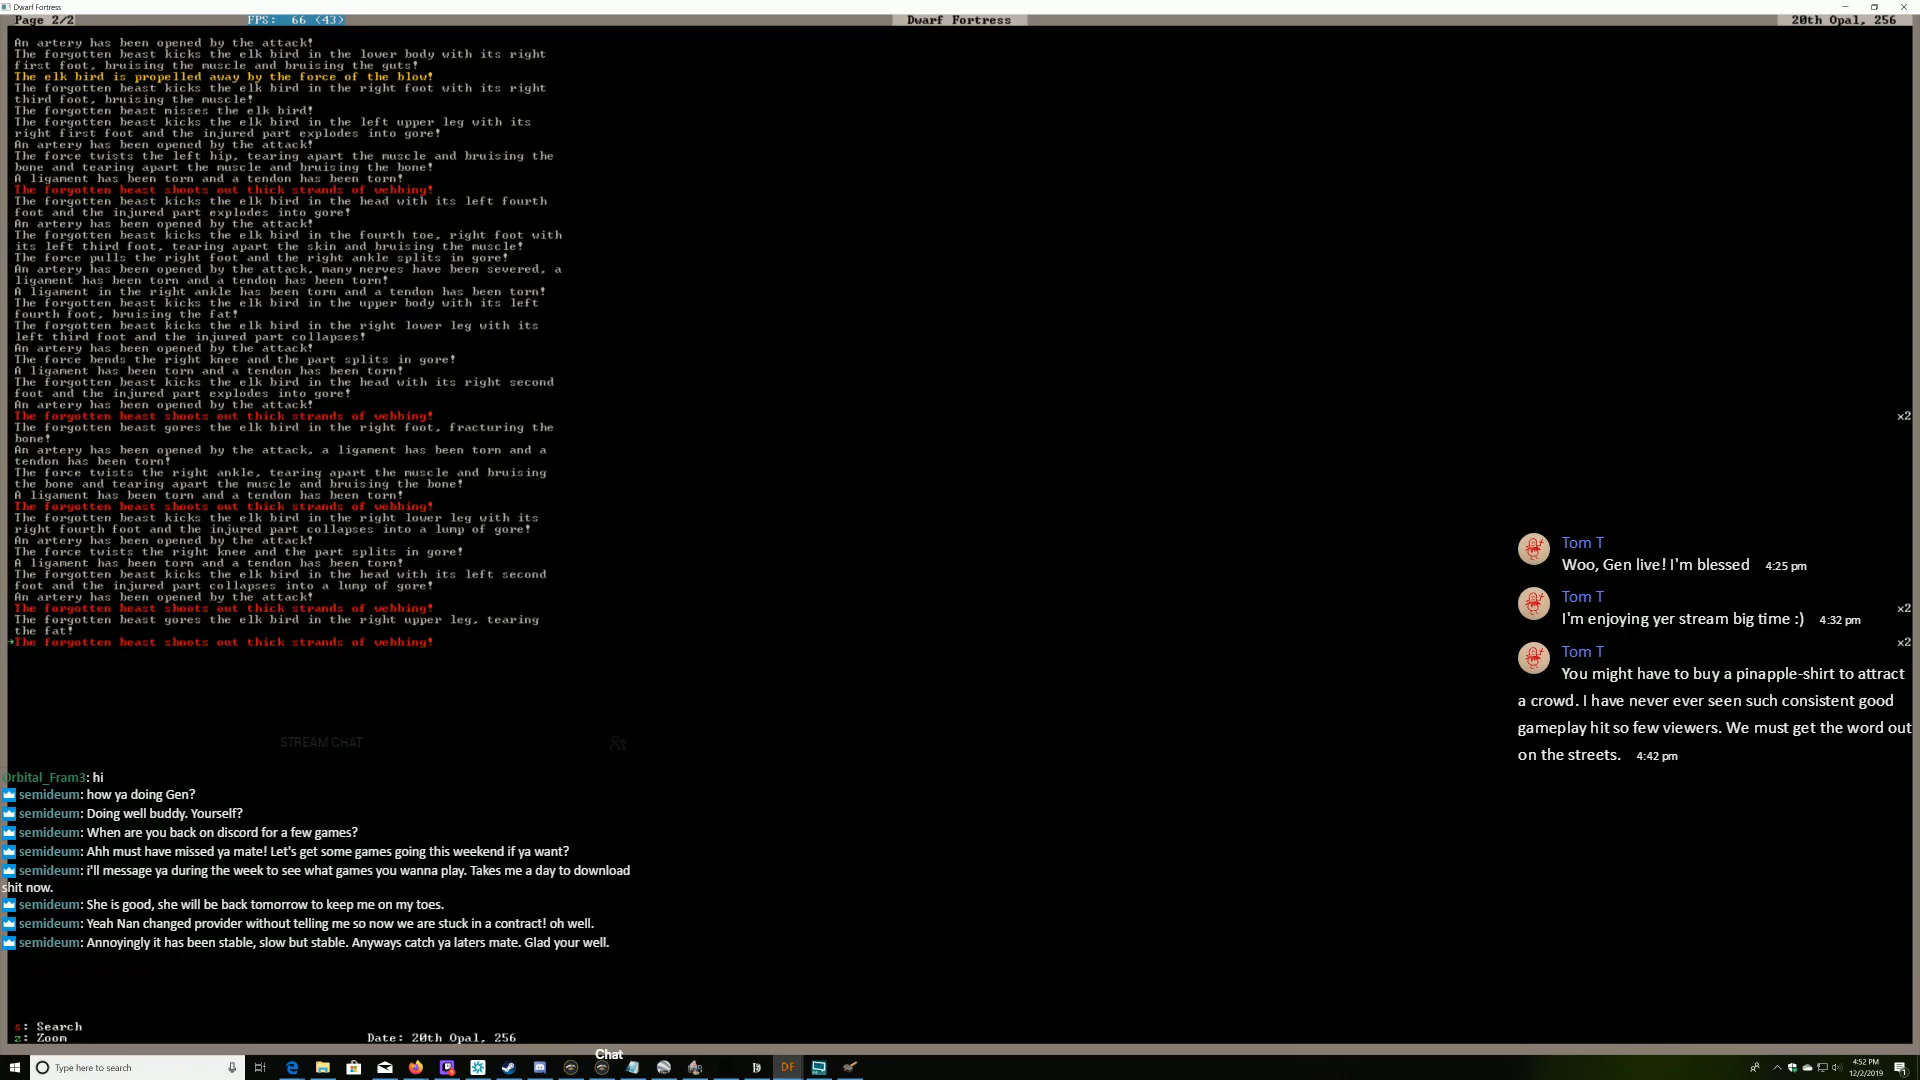 Dwarf Fortress
Page 2/2
FPS: 66 (43)
Dwarf Fortress
20th Opal, 256
An artery has been opened by the attack!
The forgotten beast kicks the elk bird in the lower body with its right
first foot, bruising the muscle and bruising the guts!
The elk bird is propelled away by the force of the blow!
The forgotten beast kicks the elk bird in the right foot with its right
third foot, bruising the muscle!
The forgotten beast misses the elk bird!
The forgotten beast kicks the elk bird in the left upper leg with its
right first foot and the injured part explodes into gore!
An artery has been opened by the attack!
The force twists the left hip, tearing apart the muscle and bruising the
bone and tearing apart the muscle and bruising the bone!
A ligament has been torn and a tendon has been torn!
The forgotten beast shoots out thick strands of webbing!
The forgotten beast kicks the elk bird in the head with its left fourth
foot and the injured part explodes into gore!
An artery has been opened by the attack!
The forgotten beast kicks the elk bird in the fourth toe, right foot with
its left third foot, tearing apart the skin and bruising the muscle!
The force pulls the right foot and the right ankle splits in gore!
An artery has been opened by the attack, many nerves have been severed, a
ligament has been torn and a tendon has been torn!
A ligament in the right ankle has been torn and a tendon has been torn!
The forgotten beast kicks the elk bird in the upper body with its left
fourth foot, bruising the fat!
The forgotten beast kicks the elk bird in the right lower leg with its
left third foot and the injured part collapses!
An artery has been opened by the attack!
The force bends the right knee and the part splits in gore!
A ligament has been torn and a tendon has been torn!
The forgotten beast kicks the elk bird in the head with its right second
foot and the injured part explodes into gore!
An artery has been opened by the attack!
The forgotten beast shoots out thick strands of webbing!
x2
The forgotten beast gores the elk bird in the right foot, fracturing the
bone!
An artery has been opened by the attack, a ligament has been torn and a
tendon has been torn!
The force twists the right ankle, tearing apart the muscle and bruising
the bone and tearing apart the muscle and bruising the bone!
A ligament has been torn and a tendon has been torn!
The forgotten beast shoots out thick strands of webbing!
The forgotten beast kicks the elk bird in the right lower leg with its
right fourth foot and the injured part collapses into a lump of gore!
An artery has been opened by the attack!
The force twists the right knee and the part splits in gore!
A ligament has been torn and a tendon has been torn!
The forgotten beast kicks the elk bird in the head with its left second
foot and the injured part collapses into a lump of gore!
An artery has been opened by the attack!
The forgotten beast shoots out thick strands of webbing!
x2
The forgotten beast gores the elk bird in the right upper leg, tearing
the fat!
The forgotten beast shoots out thick strands of webbing!
x2
Tom T
Woo, Gen live! I'm blessed 4:25 pm
Tom T
I'm enjoying yer stream big time :) 4:32 pm
Tom T
You might have to buy a pinapple-shirt to attract
a crowd. I have never ever seen such consistent good
gameplay hit so few viewers. We must get the word out
on the streets. 4:42 pm
STREAM CHAT
Orbital_Fram3: hi
semideum: how ya doing Gen?
semideum: Doing well buddy. Yourself?
semideum: When are you back on discord for a few games?
semideum: Ahh must have missed ya mate! Let's get some games going this weekend if ya want?
semideum: i'll message ya during the week to see what games you wanna play. Takes me a day to download
shit now.
semideum: She is good, she will be back tomorrow to keep me on my toes.
semideum: Yeah Nan changed provider without telling me so now we are stuck in a contract! oh well.
semideum: Annoyingly it has been stable, slow but stable. Anyways catch ya laters mate. Glad your well.
s: Search
z: Zoom
Date: 20th Opal, 256
Chat
Type here to search
DF
4:52 PM
12/2/2019